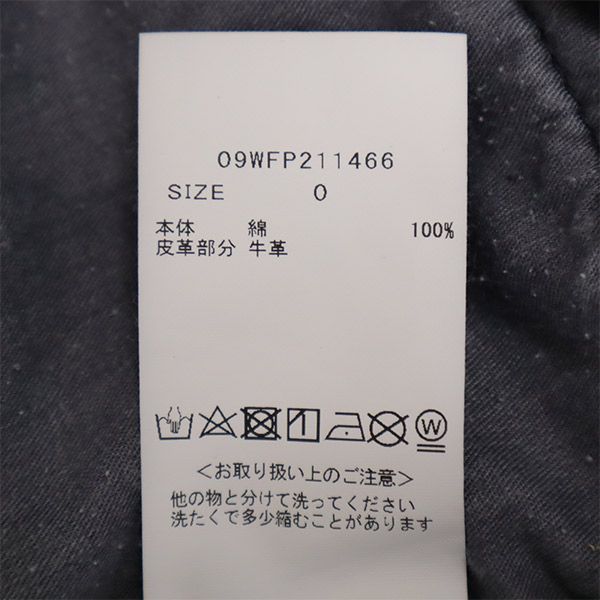 09WFP211466
SIZE 0
本体 綿 100%
皮革部分 牛革
W
<お取り扱い上のご注意>
他の物と分けて洗ってください
洗たくで多少縮むことがあります